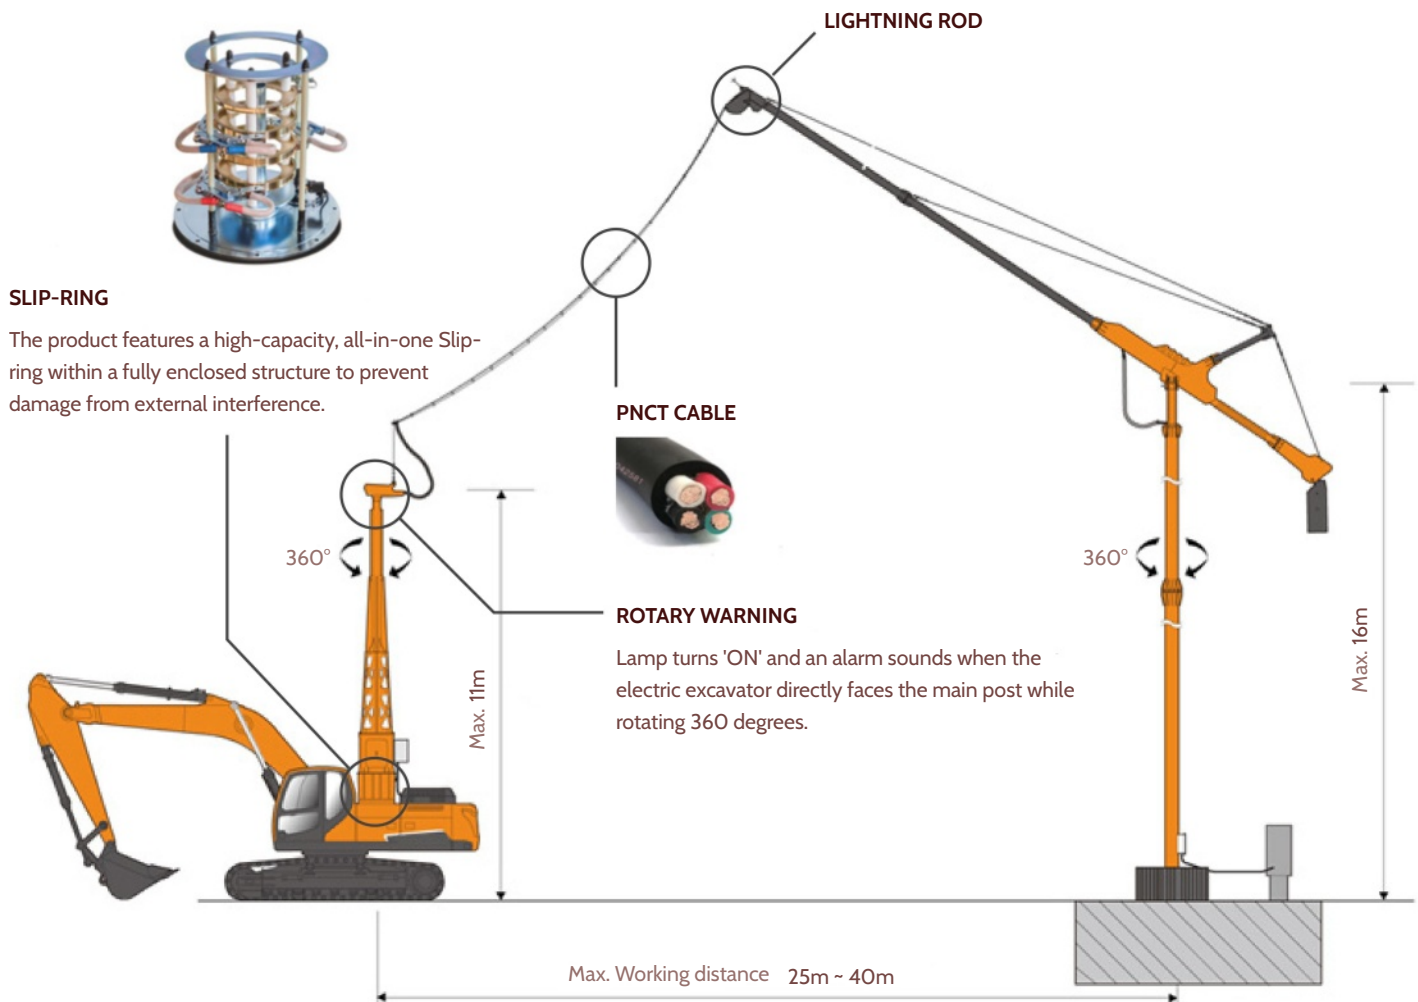 LIGHTNING ROD
SLIP-RING
The product features a high-capacity, all-in-one Slip-
ring within a fully enclosed structure to prevent
damage from external interference.
PNCT CABLE
360°
360°
ROTARY WARNING
Lamp turns 'ON' and an alarm sounds when the
electric excavator directly faces the main post while
rotating 360 degrees.
Max. 11m
Max. 16m
Max. Working distance 25m ~ 40m